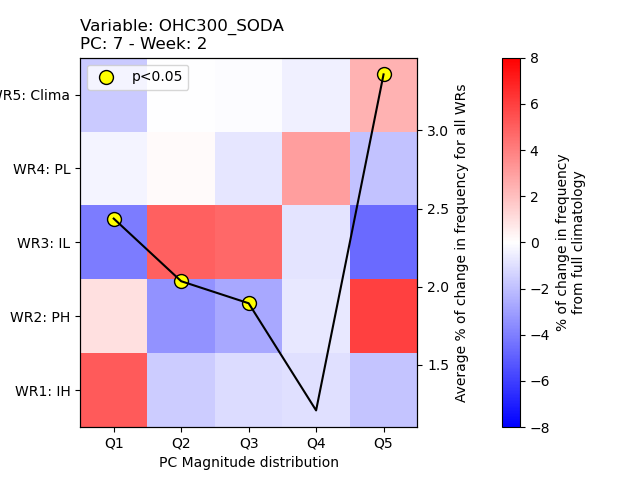 Variable: OHC300_SODA
PC: 7 - Week: 2
p<0.05
WR5: Clima
WR4: PL
WR3: IL
WR2: PH
WR1: IH
Q1 Q2 Q3 Q4 Q5
PC Magnitude distribution
3.0
2.5
2.0
1.5
Average % of change in frequency for all WRs
8
6
4
2
0
−2
−4
−6
−8
% of change in frequency
from full climatology